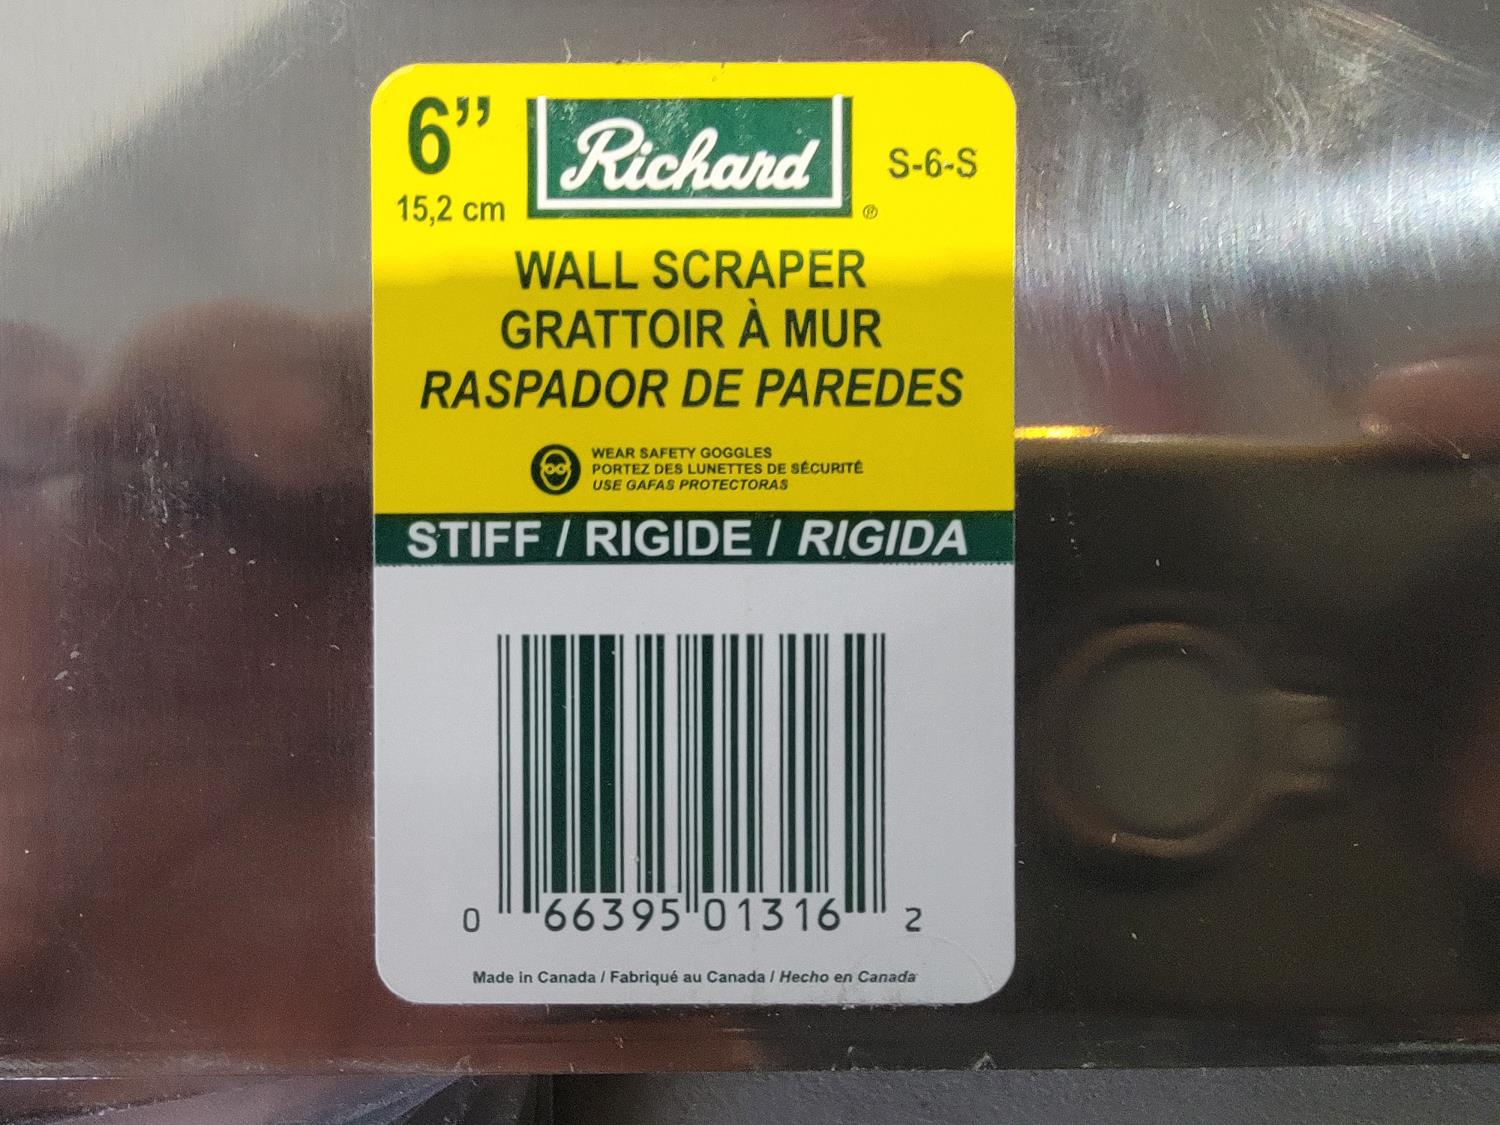 6”
15,2 cm
Richard
®
S-6-S
WALL SCRAPER
GRATTOIR À MUR
RASPADOR DE PAREDES
WEAR SAFETY GOGGLES
PORTEZ DES LUNETTES DE SÉCURITÉ
USE GAFAS PROTECTORAS
STIFF / RIGIDE / RIGIDA
0 66395 01316 2
Made in Canada / Fabriqué au Canada / Hecho en Canada